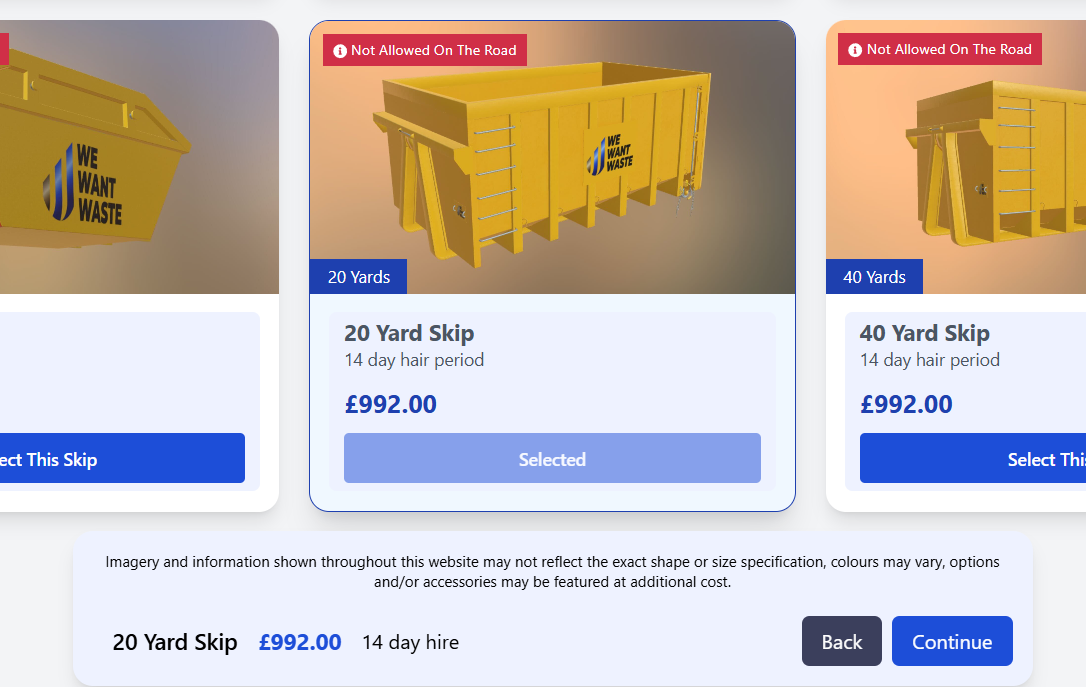 Not Allowed On The Road
Not Allowed On The Road
WE
WANT
WASTE
WE
WANT
WASTE
20 Yards
40 Yards
20 Yard Skip
40 Yard Skip
14 day hair period
14 day hair period
£992.00
£992.00
ect This Skip
Selected
Select This
Imagery and information shown throughout this website may not reflect the exact shape or size specification, colours may vary, options
and/or accessories may be featured at additional cost.
20 Yard Skip £992.00 14 day hire
Back
Continue